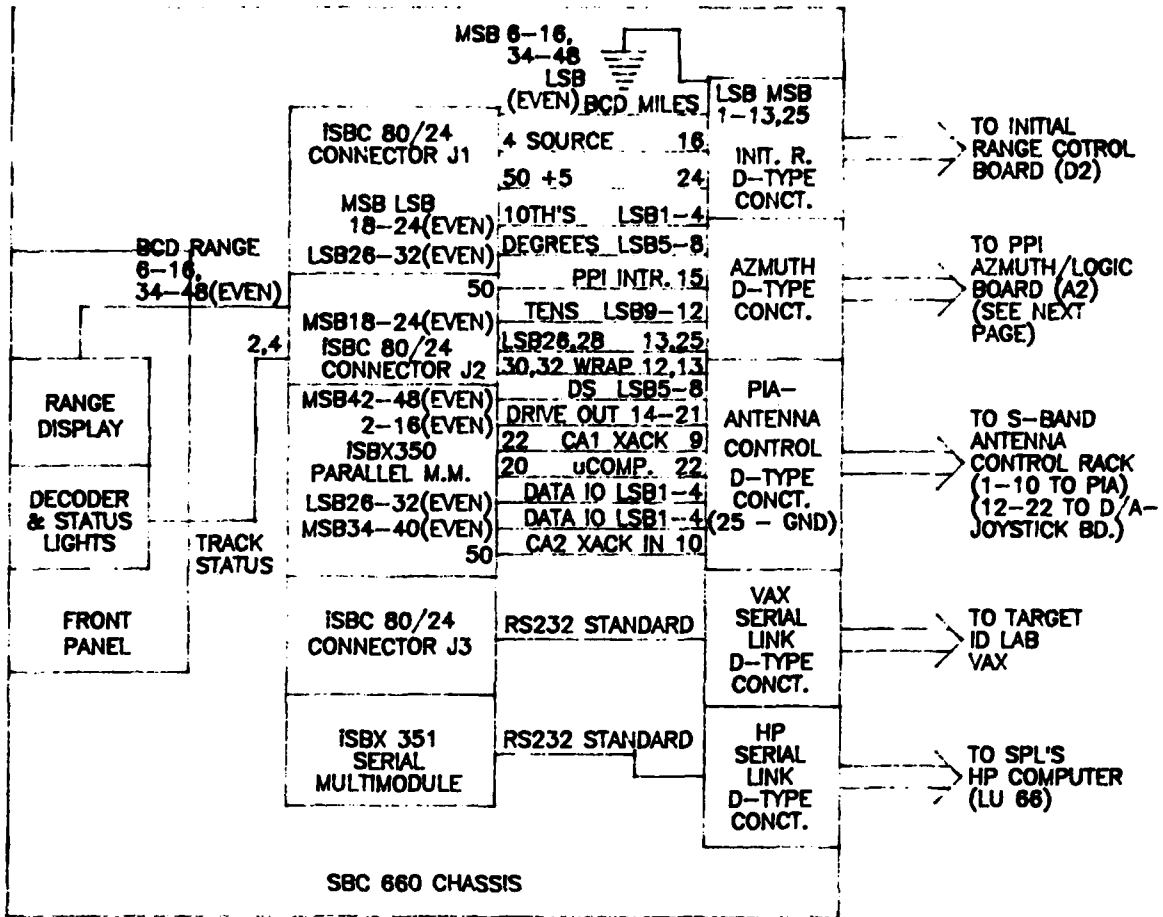 MSB 6-16,
34-48
LSB
(EVEN)
BCD MILES
LSB MSB
1-13,25
iSBC 80/24
CONNECTOR J1
4 SOURCE 16
50 +5 24
INIT. R.
D-TYPE
CONCT.
TO INITIAL
RANGE COTROL
BOARD (D2)
MSB LSB
18-24(EVEN)
10TH'S LSB1-4
LSB26-32(EVEN)
DEGREES LSB5-8
BCD RANGE
6-16,
34-48(EVEN)
50
PPI INTR. 15
AZMUTH
D-TYPE
CONCT.
TO PPI
AZMUTH/LOGIC
BOARD (A2)
(SEE NEXT
PAGE)
MSB18-24(EVEN)
TENS LSB9-12
2,4
iSBC 80/24
CONNECTOR J2
LSB26,28 13,25
30,32 WRAP 12,13
RANGE
DISPLAY
DECODER
& STATUS
LIGHTS
TRACK
STATUS
FRONT
PANEL
MSB42-48(EVEN)
DS LSB5-8
2-16(EVEN)
DRIVE OUT 14-21
iSBX350
PARALLEL M.M.
22 CA1 XACK 9
20 uCOMP. 22
LSB26-32(EVEN)
DATA IO LSB1-4
MSB34-40(EVEN)
DATA IO LSB1-4
50
CA2 XACK IN 10
PIA-
ANTENNA
CONTROL
D-TYPE
CONCT.
(25 - GND)
TO S-BAND
ANTENNA
CONTROL RACK
(1-10 TO PIA)
(12-22 TO D/A-
JOYSTICK BD.)
iSBC 80/24
CONNECTOR J3
RS232 STANDARD
VAX
SERIAL
LINK
D-TYPE
CONCT.
TO TARGET
ID LAB
VAX
iSBX 351
SERIAL
MULTIMODULE
RS232 STANDARD
HP
SERIAL
LINK
D-TYPE
CONCT.
TO SPL'S
HP COMPUTER
(LU 66)
SBC 660 CHASSIS